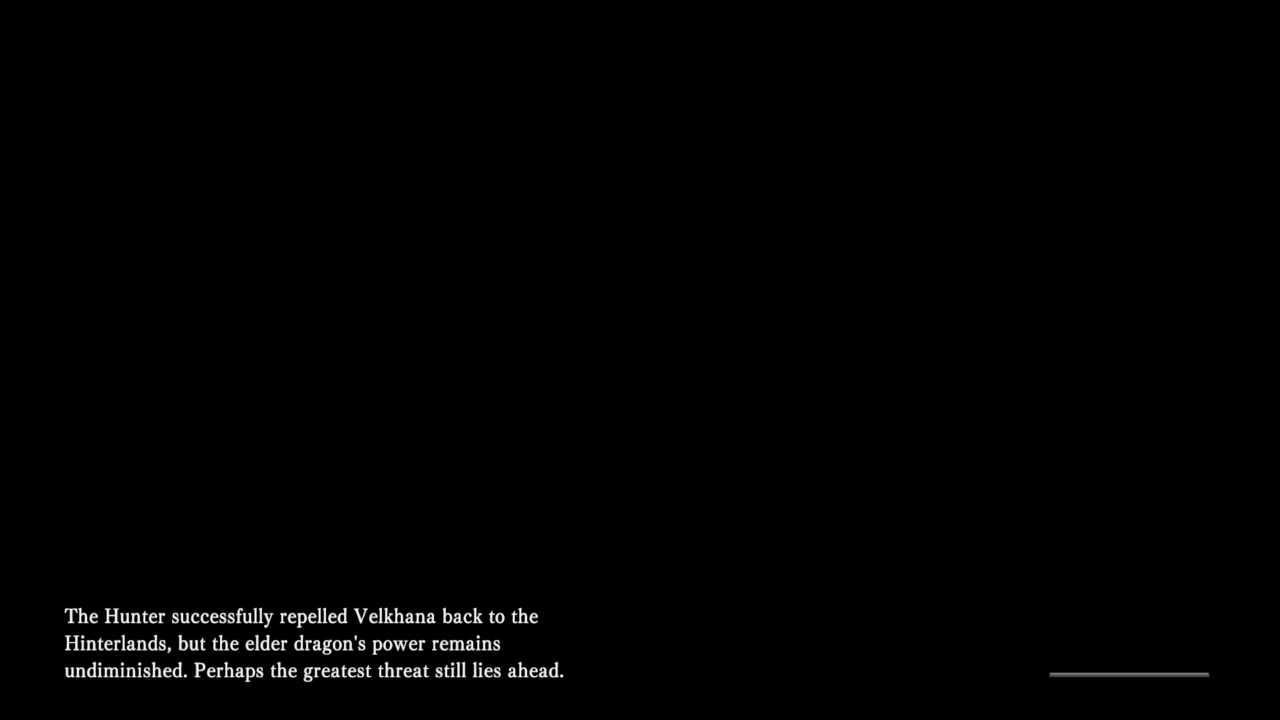 The Hunter successfully repelled Velkhana back to the
Hinterlands, but the elder dragon's power remains
undiminished. Perhaps the greatest threat still lies ahead.